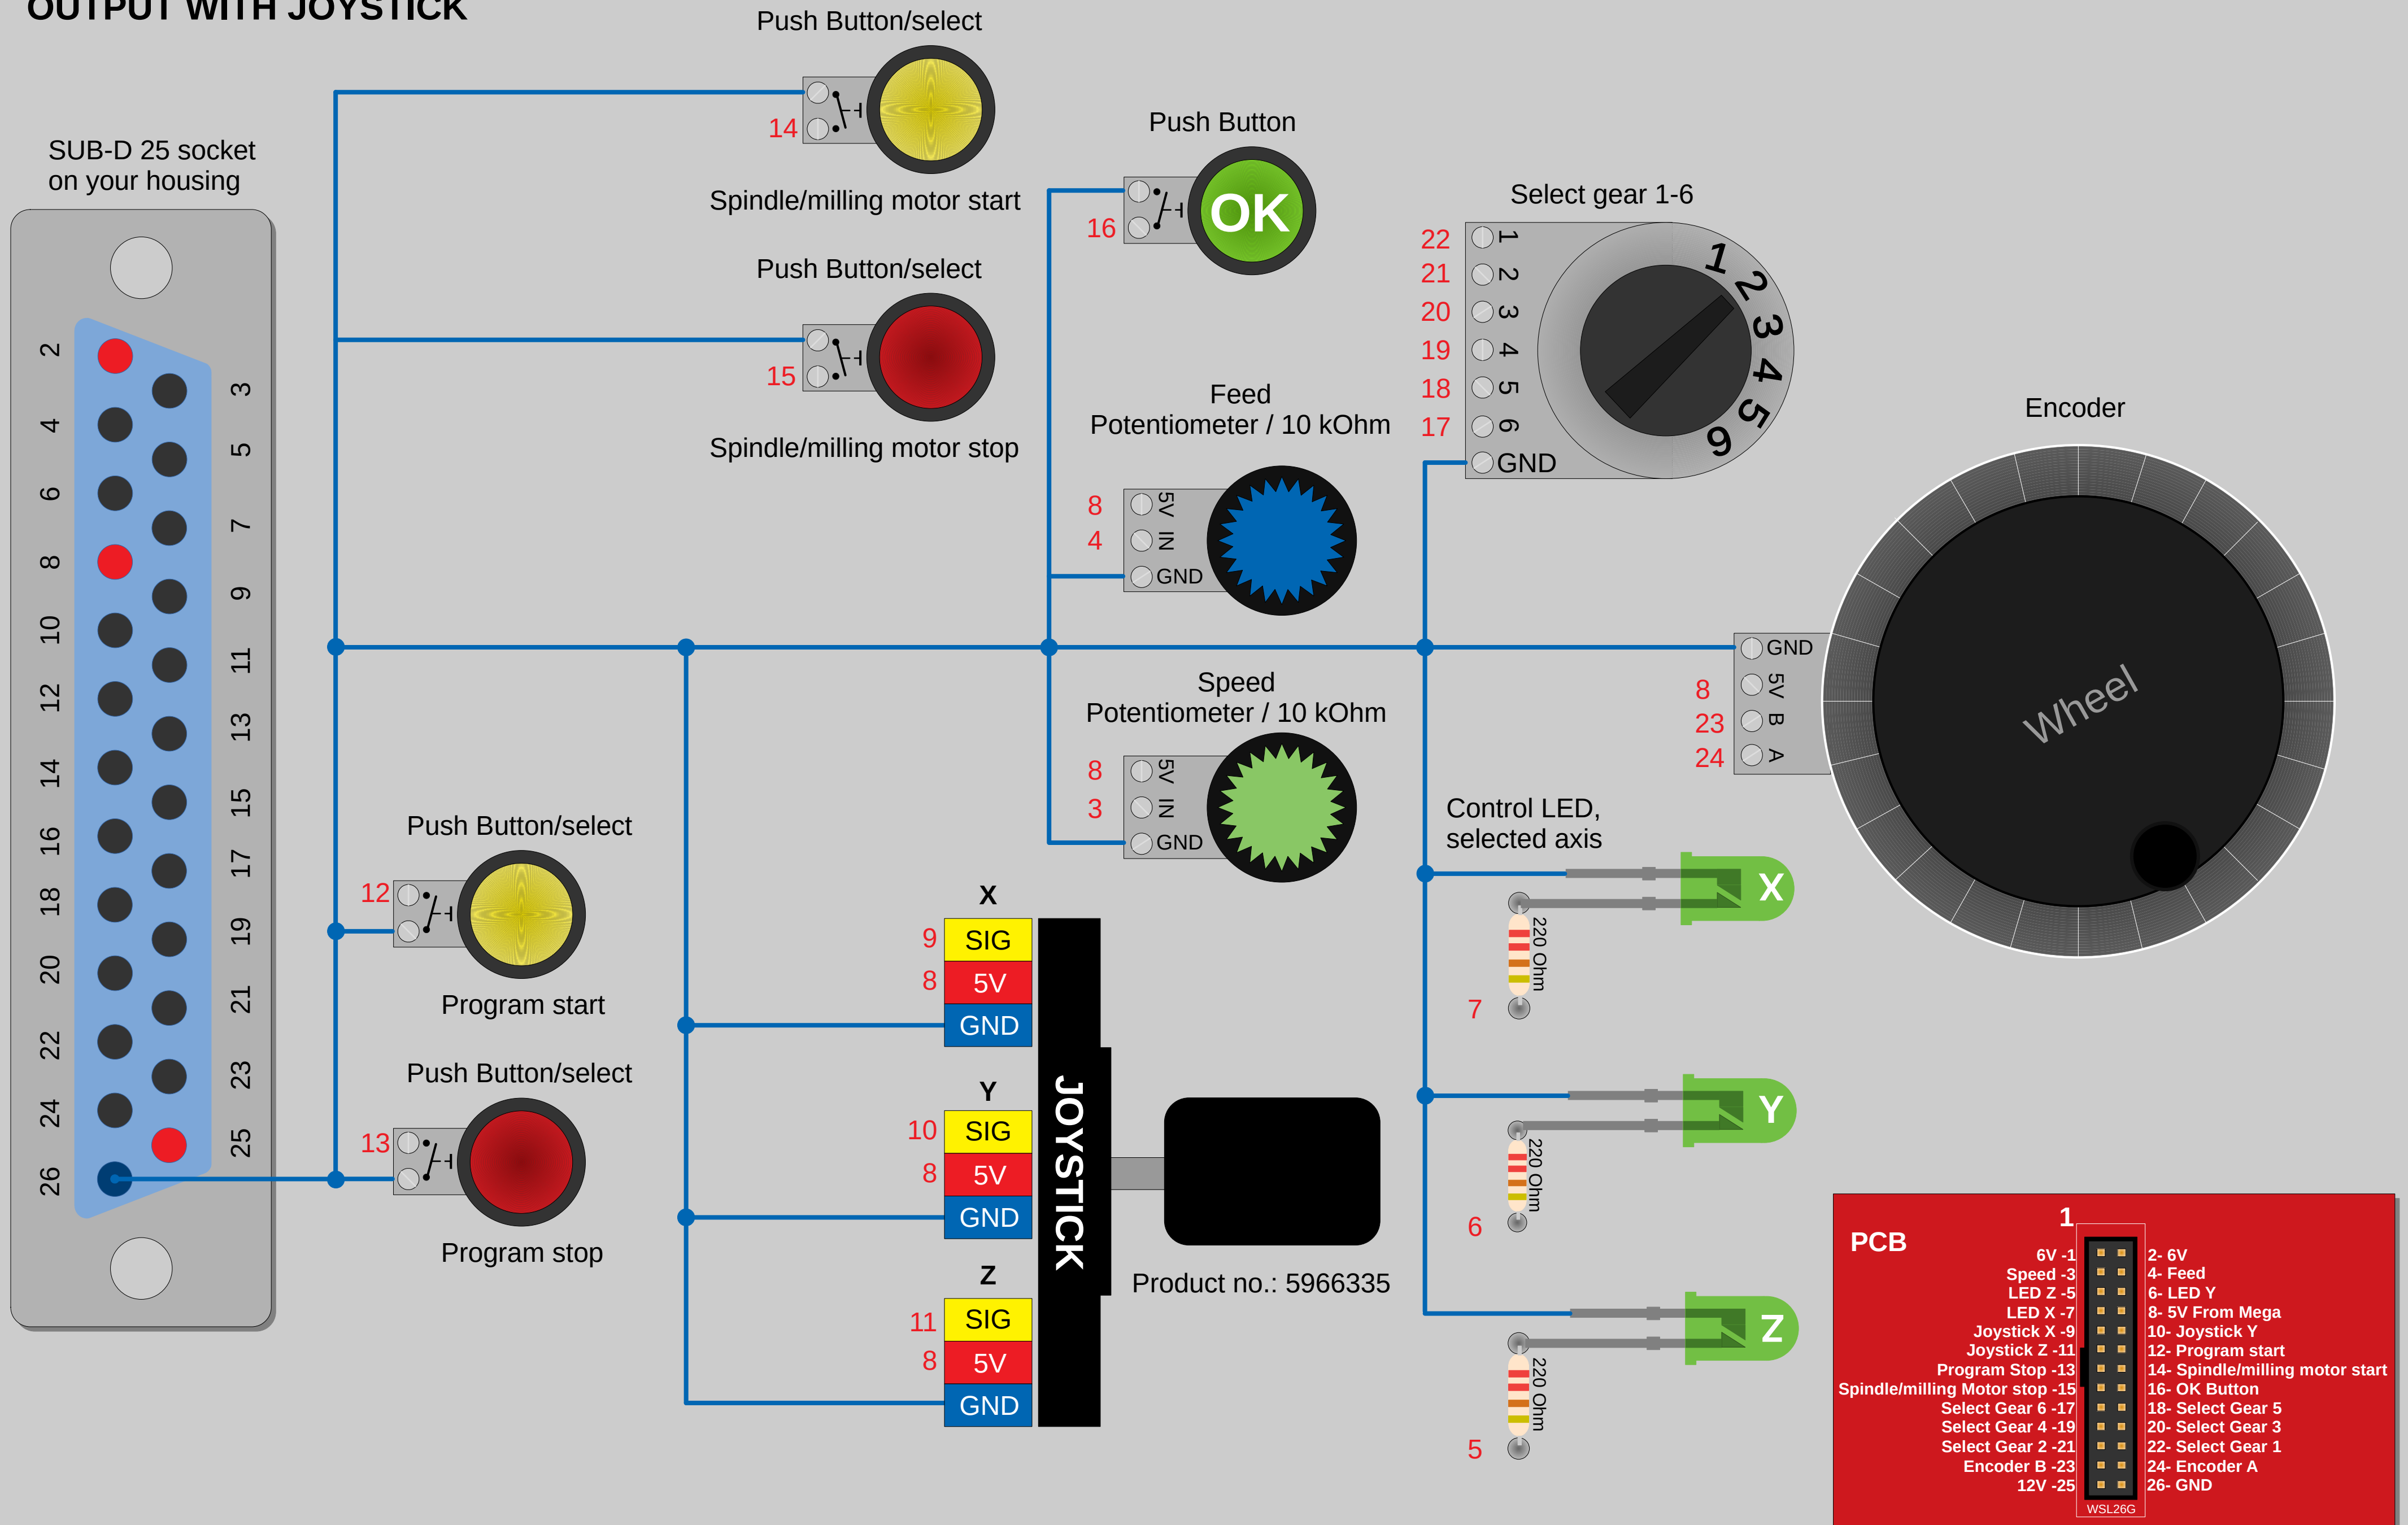 OUTPUT WITH JOYSTICK
SUB-D 25 socket
on your housing
2
3
4
5
6
7
8
9
10
11
12
13
14
15
16
17
18
19
20
21
22
23
24
25
26
Push Button/select
14
Spindle/milling motor start
Push Button/select
15
Spindle/milling motor stop
Push Button
16
OK
Feed
Potentiometer / 10 kOhm
8 5V
4 IN
GND
Speed
Potentiometer / 10 kOhm
8 5V
3 IN
GND
Select gear 1-6
22 1
21 2
20 3
19 4
18 5
17 6
GND
1
2
3
4
5
6
Encoder
GND
8 5V
23 B
24 A
Wheel
Push Button/select
12
Program start
Push Button/select
13
Program stop
X
9 SIG
8 5V
GND
Y
10 SIG
8 5V
GND
Z
11 SIG
8 5V
GND
JOYSTICK
Product no.: 5966335
Control LED,
selected axis
X
220 Ohm
7
Y
220 Ohm
6
Z
220 Ohm
5
PCB
1
6V -1 2- 6V
Speed -3 4- Feed
LED Z -5 6- LED Y
LED X -7 8- 5V From Mega
Joystick X -9 10- Joystick Y
Joystick Z -11 12- Program start
Program Stop -13 14- Spindle/milling motor start
Spindle/milling Motor stop -15 16- OK Button
Select Gear 6 -17 18- Select Gear 5
Select Gear 4 -19 20- Select Gear 3
Select Gear 2 -21 22- Select Gear 1
Encoder B -23 24- Encoder A
12V -25 26- GND
WSL26G